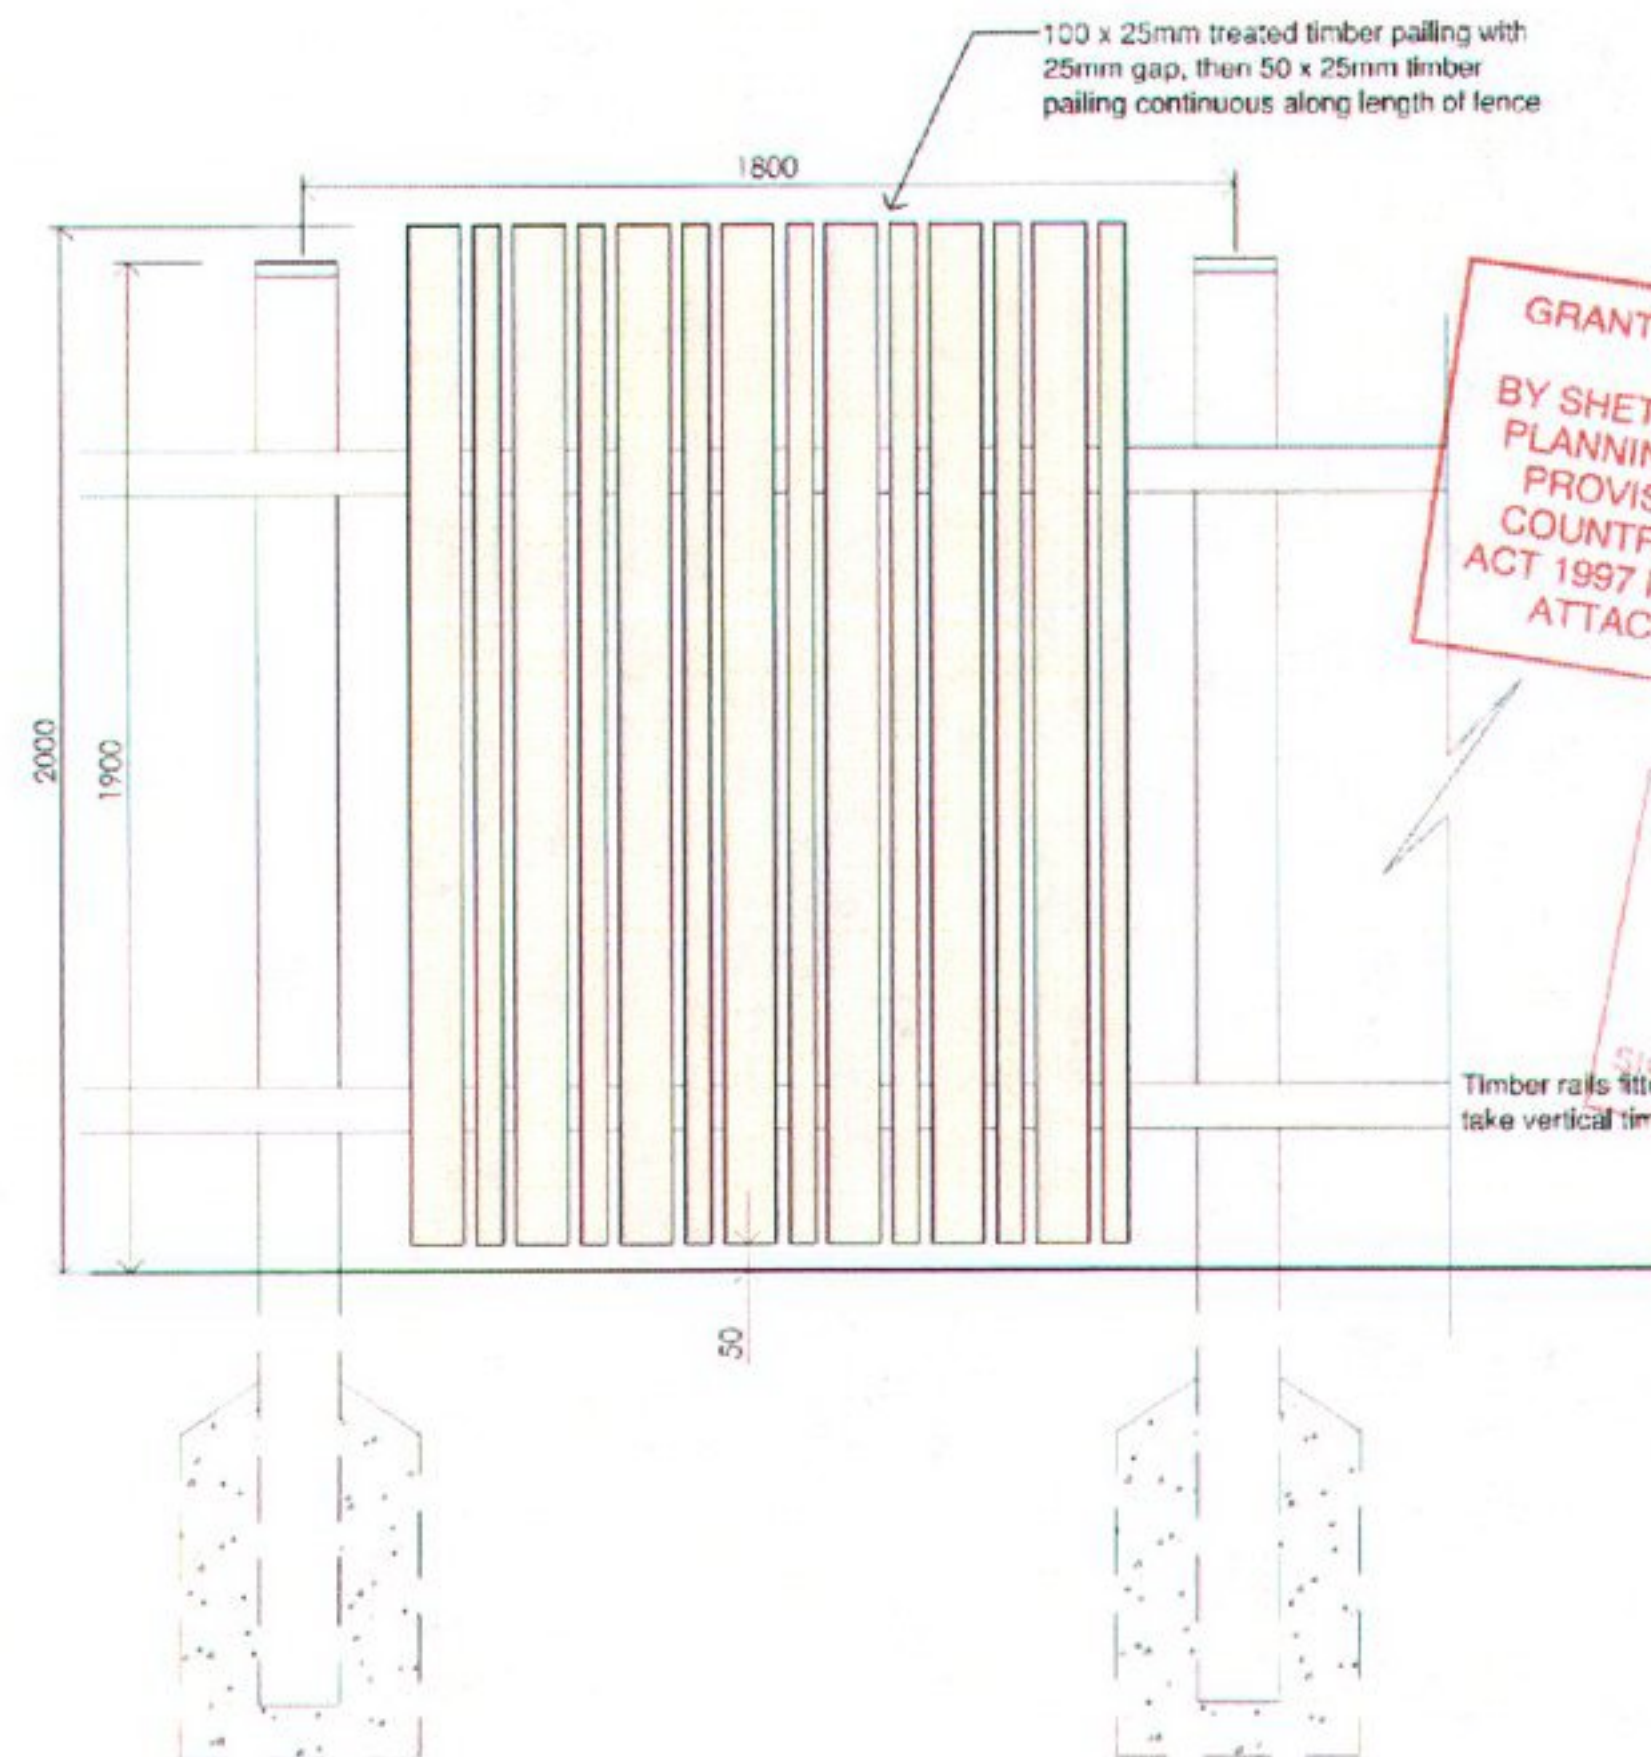 100 x 25mm treated timber pailing with
25mm gap, then 50 x 25mm timber
pailing continuous along length of fence
1800
2000
1900
GRANT
BY SHET
PLANNIN
PROVIS
COUNTR
ACT 1997
ATTAC
Timber rails fitt
take vertical tim
50